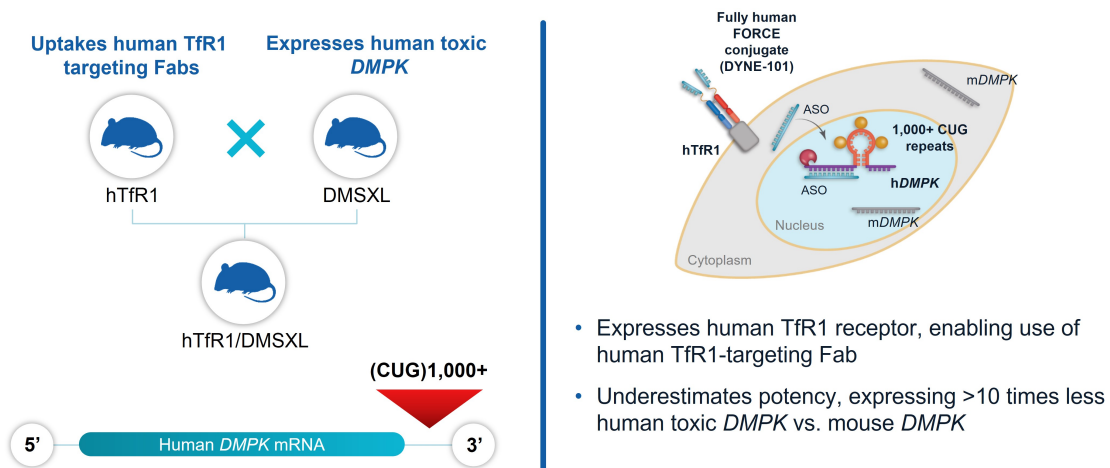 Uptakes human TfR1
targeting Fabs
Expresses human toxic
DMPK
hTfR1
DMSXL
hTfR1/DMSXL
(CUG)1,000+
5’
Human DMPK mRNA
3’
Fully human
FORCE
conjugate
(DYNE-101)
mDMPK
ASO
hTfR1
1,000+ CUG
repeats
hDMPK
ASO
mDMPK
Nucleus
Cytoplasm
• Expresses human TfR1 receptor, enabling use of
human TfR1-targeting Fab
• Underestimates potency, expressing >10 times less
human toxic DMPK vs. mouse DMPK